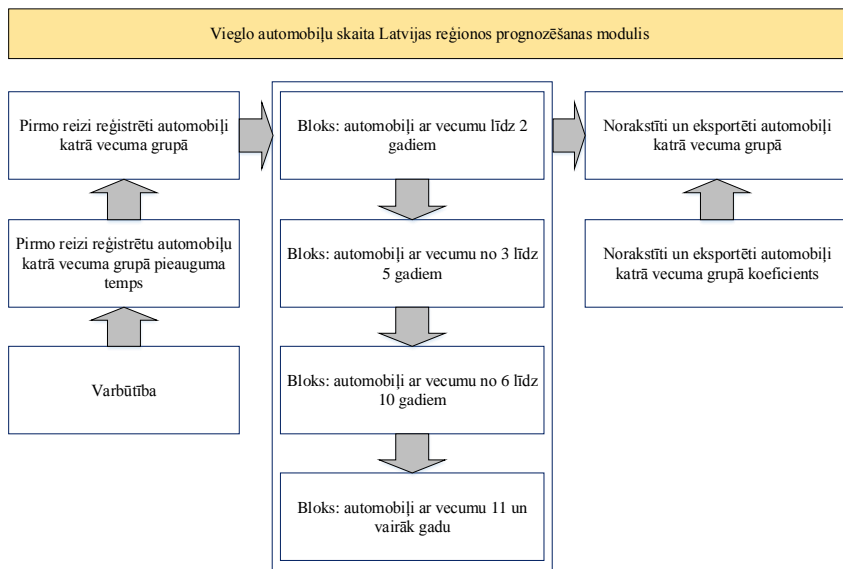 Vieglo automobiļu skaita Latvijas reģionos prognozēšanas modulis
Pirmo reizi reģistrēti automobiļi
katrā vecuma grupā
Pirmo reizi reģistrētu automobiļu
katrā vecuma grupā pieauguma
temps
Varbūtība
Bloks: automobiļi ar vecumu līdz 2
gadiem
Bloks: automobiļi ar vecumu no 3 līdz
5 gadiem
Bloks: automobiļi ar vecumu no 6 līdz
10 gadiem
Bloks: automobiļi ar vecumu 11 un
vairāk gadu
Norakstīti un eksportēti automobiļi
katrā vecuma grupā
Norakstīti un eksportēti automobiļi
katrā vecuma grupā koeficients